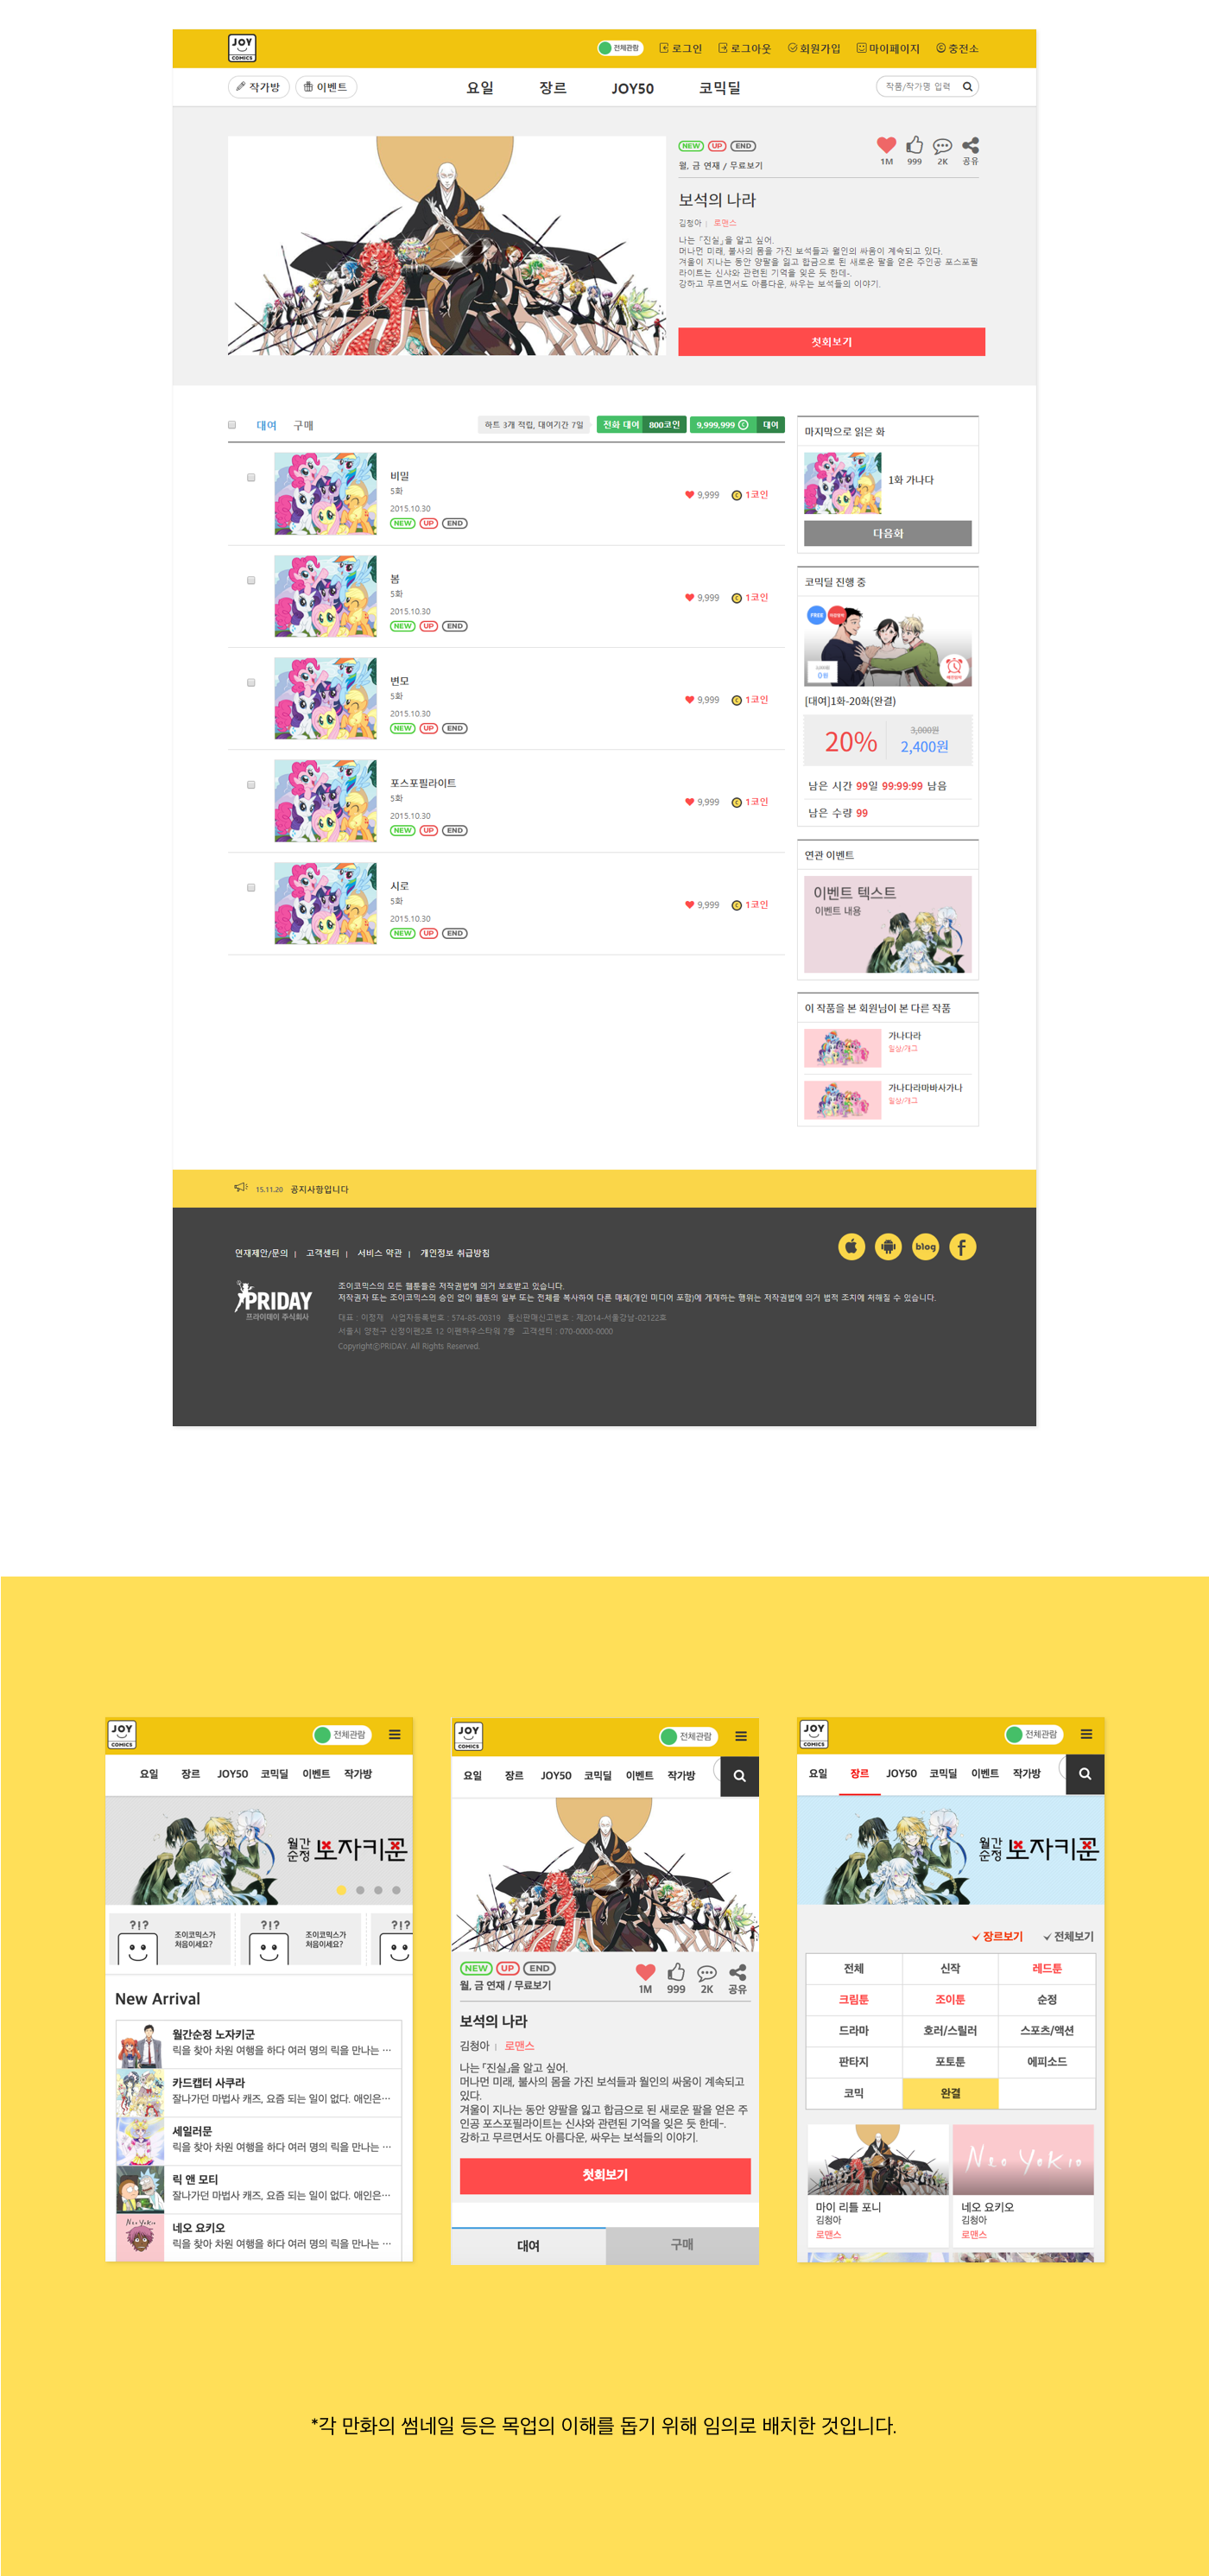 JOY
COMICS
전체관람
로그인
로그아웃
회원가입
마이페이지
충전소
작가방
이벤트
요일
장르
JOY50
코믹딜
작품/작가명 입력
NEW UP END
월, 금 연재 / 무료보기
1M
999
2K
공유
보석의 나라
김청아 | 로맨스
나는 「진실」을 알고 싶어.
머나먼 미래, 불사의 몸을 가진 보석들과 월인의 싸움이 계속되고 있다.
겨울이 지나는 동안 양팔을 잃고 합금으로 된 새로운 팔을 얻은 주인공 포스포필
라이트는 신샤와 관련된 기억을 잊은 듯 한데-.
강하고 무르면서도 아름다운, 싸우는 보석들의 이야기.
첫회보기
대여
구매
하트 3개 적립, 대여기간 7일
전화 대여 800코인
9,999,999 대여
비밀
5화
2015.10.30
NEW UP END
9,999 1코인
봄
5화
2015.10.30
NEW UP END
9,999 1코인
변모
5화
2015.10.30
NEW UP END
9,999 1코인
포스포필라이트
5화
2015.10.30
NEW UP END
9,999 1코인
시로
5화
2015.10.30
NEW UP END
9,999 1코인
마지막으로 읽은 화
1화 가나다
다음화
코믹딜 진행 중
FREE
0원
[대여]1화-20화(완결)
20%
3,000원
2,400원
남은 시간 99일 99:99:99 남음
남은 수량 99
연관 이벤트
이벤트 텍스트
이벤트 내용
이 작품을 본 회원님이 본 다른 작품
가나다라
일상/개그
가나다라마바사가나
일상/개그
15.11.20 공지사항입니다
연재제안/문의 | 고객센터 | 서비스 약관 | 개인정보 취급방침
blog
PRIDAY
프라이데이 주식회사
조이코믹스의 모든 웹툰들은 저작권법에 의거 보호받고 있습니다.
저작권자 또는 조이코믹스의 승인 없이 웹툰의 일부 또는 전체를 복사하여 다른 매체(개인 미디어 포함)에 게재하는 행위는 저작권법에 의거 법적 조치에 처해질 수 있습니다.
대표 : 이정재 사업자등록번호 : 574-85-00319 통신판매신고번호 : 제2014-서울강남-02122호
서울시 양천구 신정이펜2로 12 이펜하우스타워 7층 고객센터 : 070-0000-0000
CopyrightⓒPRIDAY. All Rights Reserved.
JOY
COMICS
전체관람
요일 장르 JOY50 코믹딜 이벤트 작가방
월간
순정
노자키군
?!?
조이코믹스가
처음이세요?
?!?
조이코믹스가
처음이세요?
?!?
New Arrival
월간순정 노자키군
릭을 찾아 차원 여행을 하다 여러 명의 릭을 만나는 …
카드캡터 사쿠라
잘나가던 마법사 캐즈, 요즘 되는 일이 없다. 애인은…
세일러문
릭을 찾아 차원 여행을 하다 여러 명의 릭을 만나는 …
릭 앤 모티
잘나가던 마법사 캐즈, 요즘 되는 일이 없다. 애인은…
네오 요키오
릭을 찾아 차원 여행을 하다 여러 명의 릭을 만나는 …
Neo Yokio
JOY
COMICS
전체관람
요일 장르 JOY50 코믹딜 이벤트 작가방
NEW UP END
월, 금 연재 / 무료보기
1M
999
2K
공유
보석의 나라
김청아 | 로맨스
나는 「진실」을 알고 싶어.
머나먼 미래, 불사의 몸을 가진 보석들과 월인의 싸움이 계속되고
있다.
겨울이 지나는 동안 양팔을 잃고 합금으로 된 새로운 팔을 얻은 주
인공 포스포필라이트는 신샤와 관련된 기억을 잊은 듯 한데-.
강하고 무르면서도 아름다운, 싸우는 보석들의 이야기.
첫회보기
대여
구매
JOY
COMICS
전체관람
요일 장르 JOY50 코믹딜 이벤트 작가방
월간
순정
노자키군
장르보기
전체보기
전체 신작 레드툰
크림툰 조이툰 순정
드라마 호러/스릴러 스포츠/액션
판타지 포토툰 에피소드
코믹 완결
Neo Yokio
마이 리틀 포니
김청아
로맨스
네오 요키오
김청아
로맨스
*각 만화의 썸네일 등은 목업의 이해를 돕기 위해 임의로 배치한 것입니다.